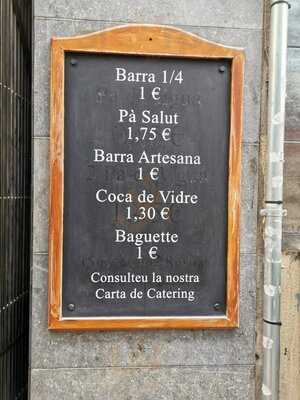 Barra 1/4
1 €
Pà Salut
1,75 €
Barra Artesana
1 €
Coca de Vidre
1,30 €
Baguette
1 €
Consulteu la nostra
Carta de Catering